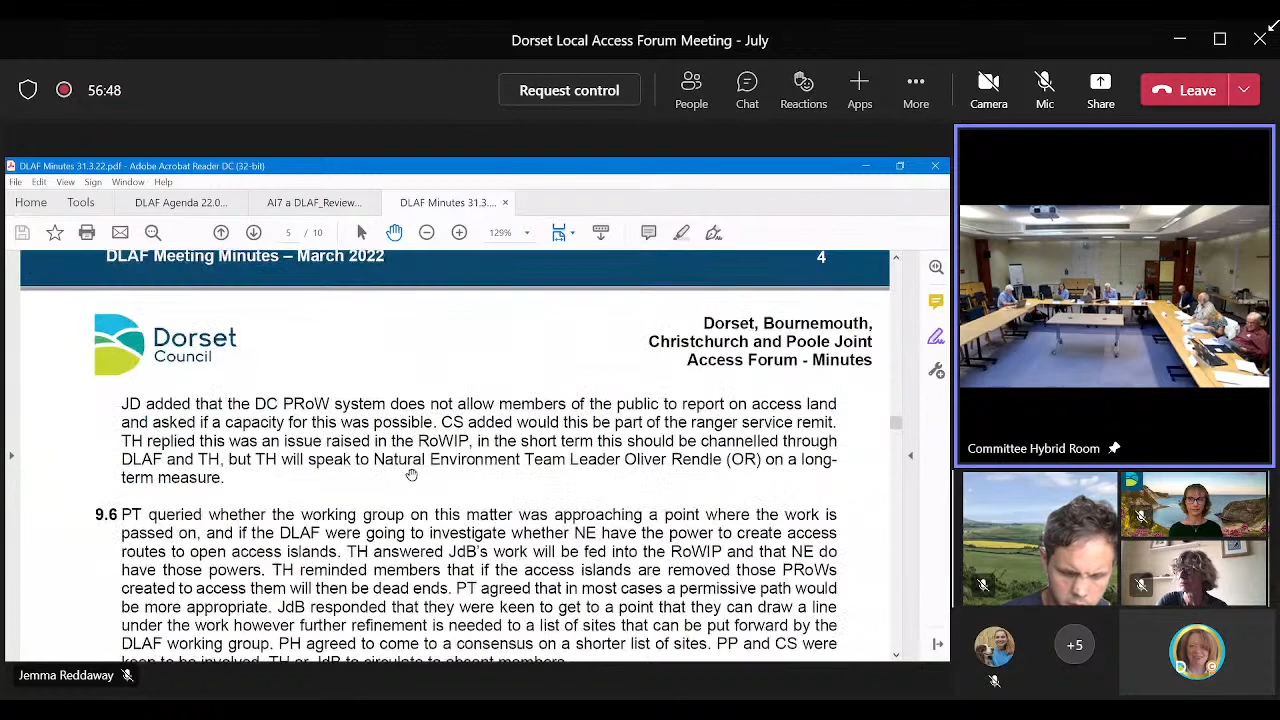 Dorset Local Access Forum Meeting - July
56:48
Request control
People
Chat
Reactions
Apps
More
Camera
Mic
Share
Leave
DLAF Minutes 31.3.22.pdf - Adobe Acrobat Reader DC (32-bit)
File Edit View Sign Window Help
Home Tools DLAF Agenda 22.0... AI7 a DLAF_Review... DLAF Minutes 31.3....
5 / 10 129%
DLAF Meeting Minutes – March 2022 4
Dorset
Council
Dorset, Bournemouth,
Christchurch and Poole Joint
Access Forum - Minutes
JD added that the DC PRoW system does not allow members of the public to report on access land
and asked if a capacity for this was possible. CS added would this be part of the ranger service remit.
TH replied this was an issue raised in the RoWIP, in the short term this should be channelled through
DLAF and TH, but TH will speak to Natural Environment Team Leader Oliver Rendle (OR) on a long-
term measure.
9.6 PT queried whether the working group on this matter was approaching a point where the work is
passed on, and if the DLAF were going to investigate whether NE have the power to create access
routes to open access islands. TH answered JdB's work will be fed into the RoWIP and that NE do
have those powers. TH reminded members that if the access islands are removed those PRoWs
created to access them will then be dead ends. PT agreed that in most cases a permissive path would
be more appropriate. JdB responded that they were keen to get to a point that they can draw a line
under the work however further refinement is needed to a list of sites that can be put forward by the
DLAF working group. PH agreed to come to a consensus on a shorter list of sites. PP and CS were
keen to be involved. TH or JdB to circulate to absent members.
Jemma Reddaway
Committee Hybrid Room
+5